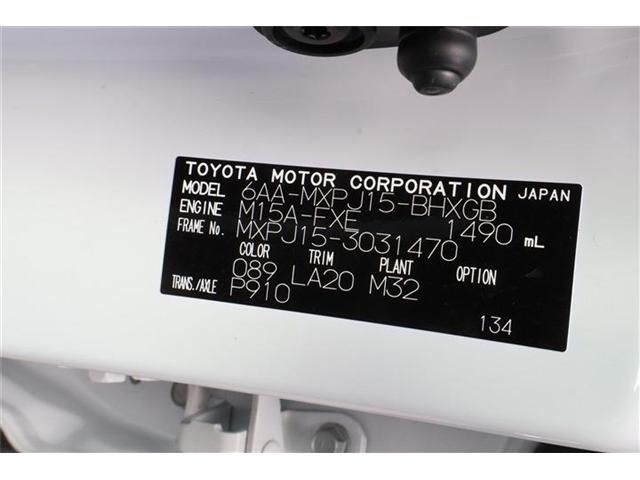 TOYOTA MOTOR CORPORATION JAPAN
MODEL 6AA-MXPJ15-BHXGB
ENGINE M15A-FXE 1490 mL
FRAME No. MXPJ15-3031470
COLOR TRIM PLANT OPTION
089 LA20 M32
TRANS./AXLE P910
134